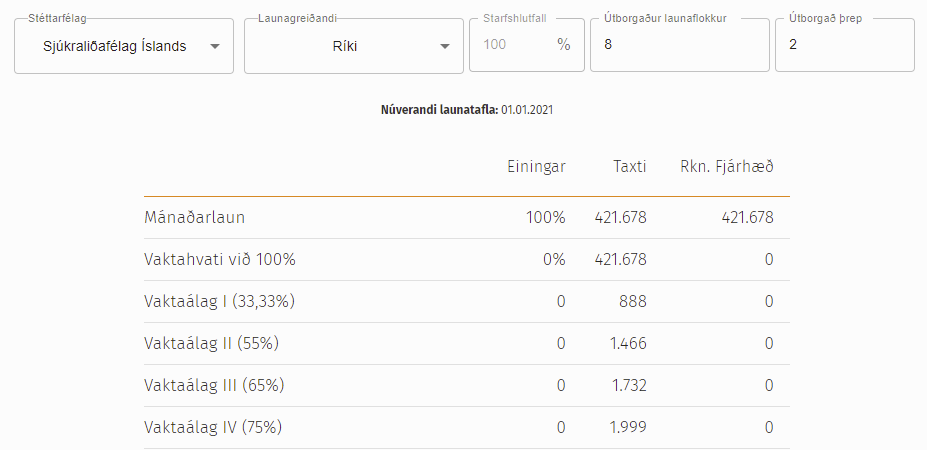 Stéttarfélag Launagreiðandi Starfshlutfall Útborgaður launaflokkur Útborgað þrep
Sjúkraliðafélag Íslands Ríki 100 % 8 2
Núverandi launatafla: 01.01.2021
Einingar Taxti Rkn. Fjárhæð
Mánaðarlaun 100% 421.678 421.678
Vaktahvati við 100% 0% 421.678 0
Vaktaálag I (33,33%) 0 888 0
Vaktaálag II (55%) 0 1.466 0
Vaktaálag III (65%) 0 1.732 0
Vaktaálag IV (75%) 0 1.999 0